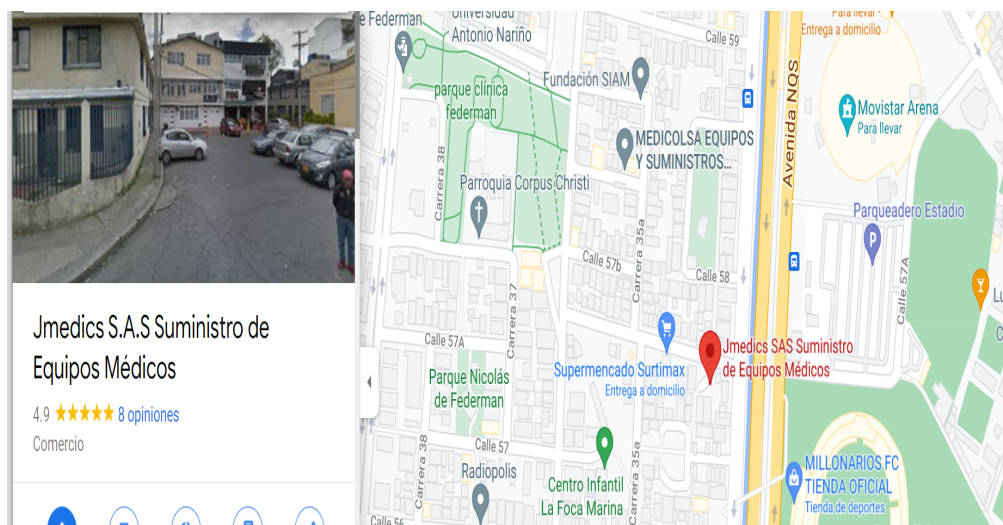 Jmedics S.A.S Suministro de
Equipos Médicos
4.9
8 opiniones
Comercio
e Federman
Universidad
Antonio Nariño
Calle 59
Para llevar
Entrega a domicilio
Fundación SIAM
parque clínica
federman
MEDICOLSA EQUIPOS
Y SUMINISTROS...
Avenida NQS
Movistar Arena
Para llevar
Carrera 38
Parroquia Corpus Christi
Carrera 35a
Parqueadero Estadio
P
Calle 57b
Calle 58
Calle 57A
Carrera 37
Calle 57A
Supermencado Surtimax
Entrega a domicilio
Jmedics SAS Suministro
de Equipos Médicos
Parque Nicolás
de Federman
Carrera 38
Calle 57
Carrera 35a
Radiopolis
Centro Infantil
La Foca Marina
MILLONARIOS FC
TIENDA OFICIAL
Tienda de deportes
Calle 56